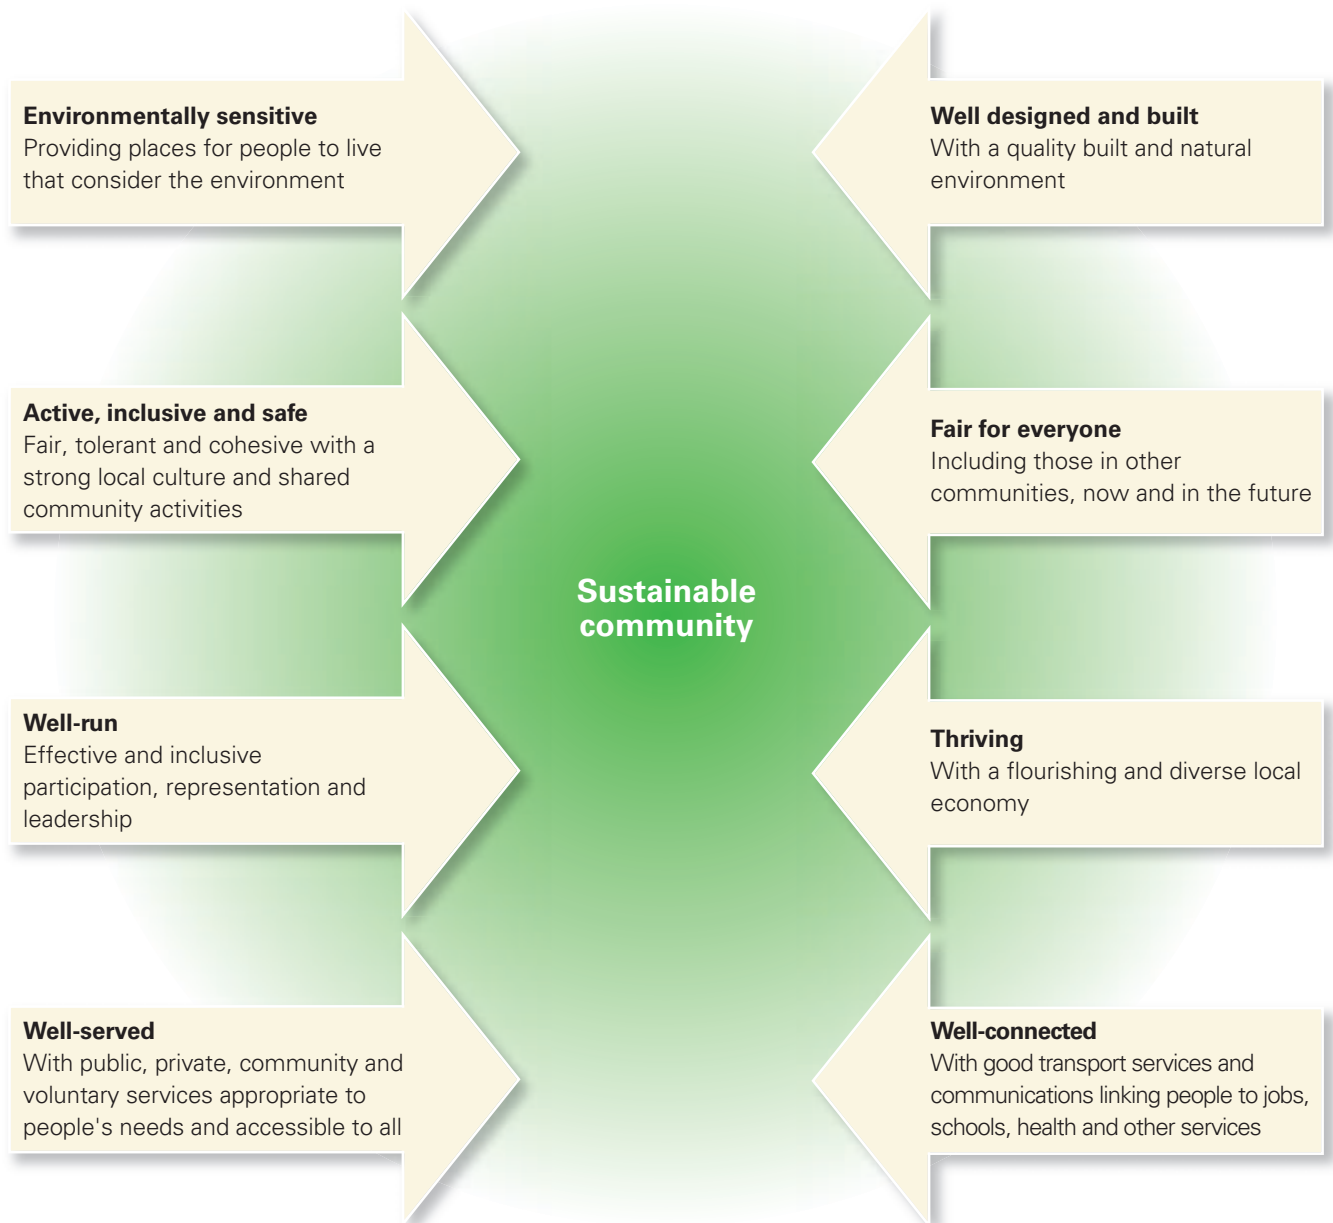 Environmentally sensitive
Providing places for people to live
that consider the environment
Well designed and built
With a quality built and natural
environment
Active, inclusive and safe
Fair, tolerant and cohesive with a
strong local culture and shared
community activities
Fair for everyone
Including those in other
communities, now and in the future
Sustainable
community
Well-run
Effective and inclusive
participation, representation and
leadership
Thriving
With a flourishing and diverse local
economy
Well-served
With public, private, community and
voluntary services appropriate to
people's needs and accessible to all
Well-connected
With good transport services and
communications linking people to jobs,
schools, health and other services